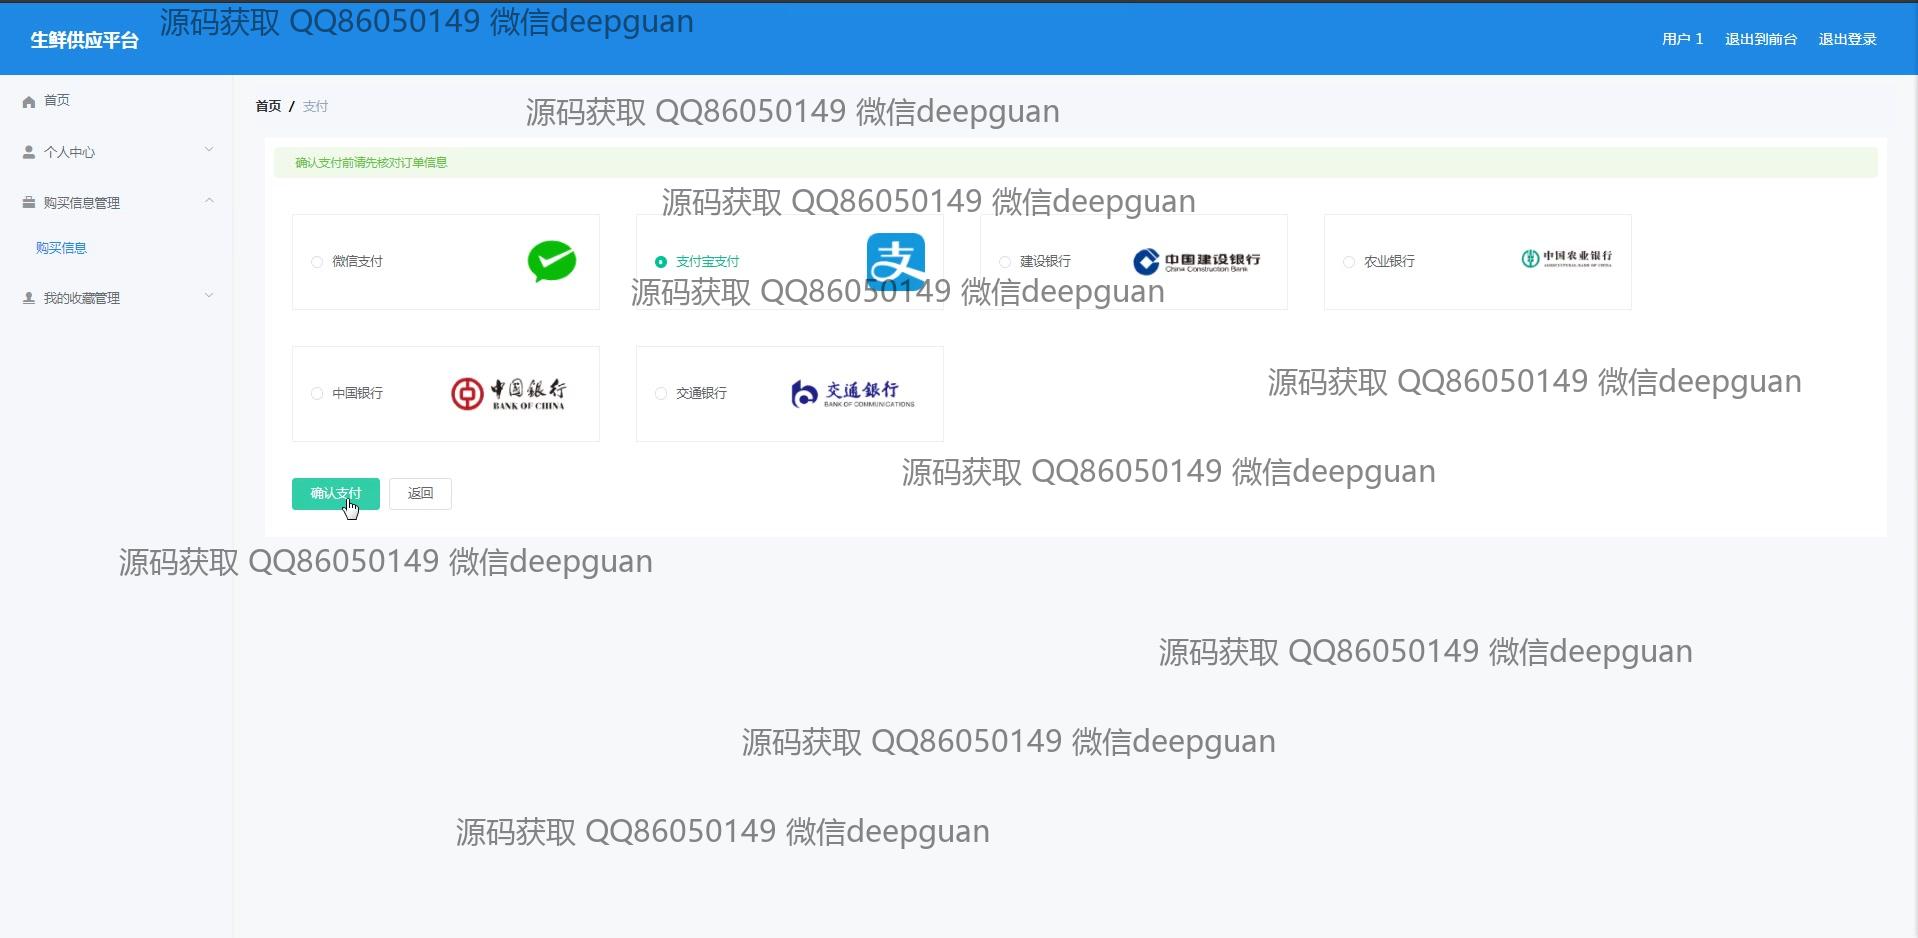 源码获取 QQ86050149 微信deepguan
生鲜供应平台
用户 1 退出到前台 退出登录
首页
首页 / 支付
源码获取 QQ86050149 微信deepguan
个人中心
确认支付前请先核对订单信息
购买信息管理
源码获取 QQ86050149 微信deepguan
购买信息
微信支付
支付宝支付
支
建设银行
中国建设银行
China Construction Bank
农业银行
中国农业银行
AGRICULTURAL BANK OF CHINA
我的收藏管理
源码获取 QQ86050149 微信deepguan
中国银行
中國銀行
BANK OF CHINA
交通银行
交通銀行
BANK OF COMMUNICATIONS
源码获取 QQ86050149 微信deepguan
源码获取 QQ86050149 微信deepguan
确认支付 返回
源码获取 QQ86050149 微信deepguan
源码获取 QQ86050149 微信deepguan
源码获取 QQ86050149 微信deepguan
源码获取 QQ86050149 微信deepguan